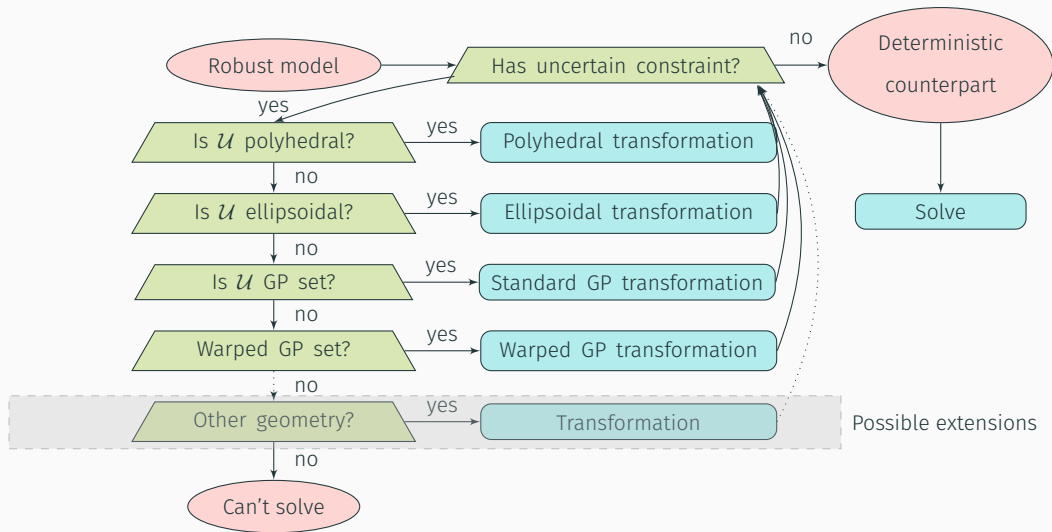 Robust model
Has uncertain constraint?
no
Deterministic
counterpart
yes
Is 𝒰 polyhedral?
yes
Polyhedral transformation
no
Is 𝒰 ellipsoidal?
yes
Ellipsoidal transformation
Solve
no
Is 𝒰 GP set?
yes
Standard GP transformation
no
Warped GP set?
yes
Warped GP transformation
no
Other geometry?
yes
Transformation
Possible extensions
no
Can't solve